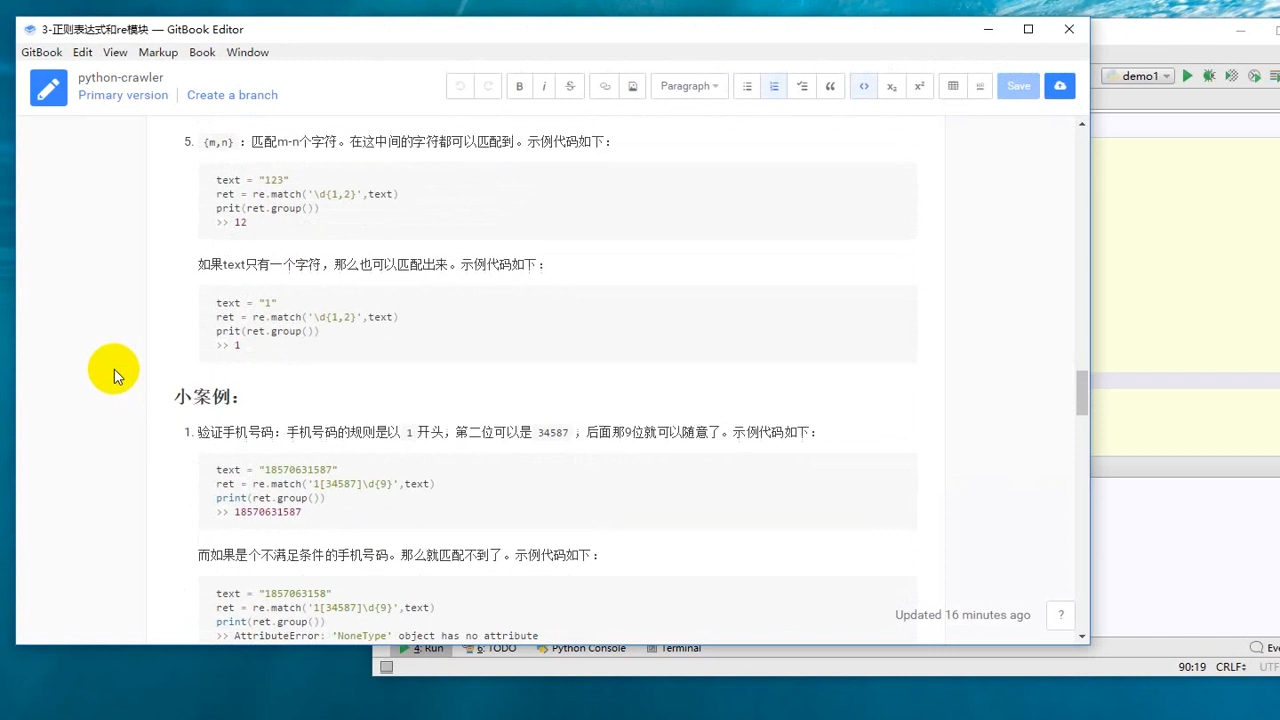 3-正则表达式和re模块 — GitBook Editor
GitBook Edit View Markup Book Window
python-crawler
Primary version Create a branch
B i S Paragraph Save
demo1
5. {m,n} ：匹配m-n个字符。在这中间的字符都可以匹配到。示例代码如下：
text = "123"
ret = re.match('\d{1,2}',text)
prit(ret.group())
>> 12
如果text只有一个字符，那么也可以匹配出来。示例代码如下：
text = "1"
ret = re.match('\d{1,2}',text)
prit(ret.group())
>> 1
小案例：
1. 验证手机号码：手机号码的规则是以 1 开头，第二位可以是 34587 ，后面那9位就可以随意了。示例代码如下：
text = "18570631587"
ret = re.match('1[34587]\d{9}',text)
print(ret.group())
>> 18570631587
而如果是个不满足条件的手机号码。那么就匹配不到了。示例代码如下：
text = "1857063158"
ret = re.match('1[34587]\d{9}',text)
print(ret.group())
>> AttributeError: 'NoneType' object has no attribute
Updated 16 minutes ago ?
4: Run 6: TODO Python Console Terminal
90:19 CRLF